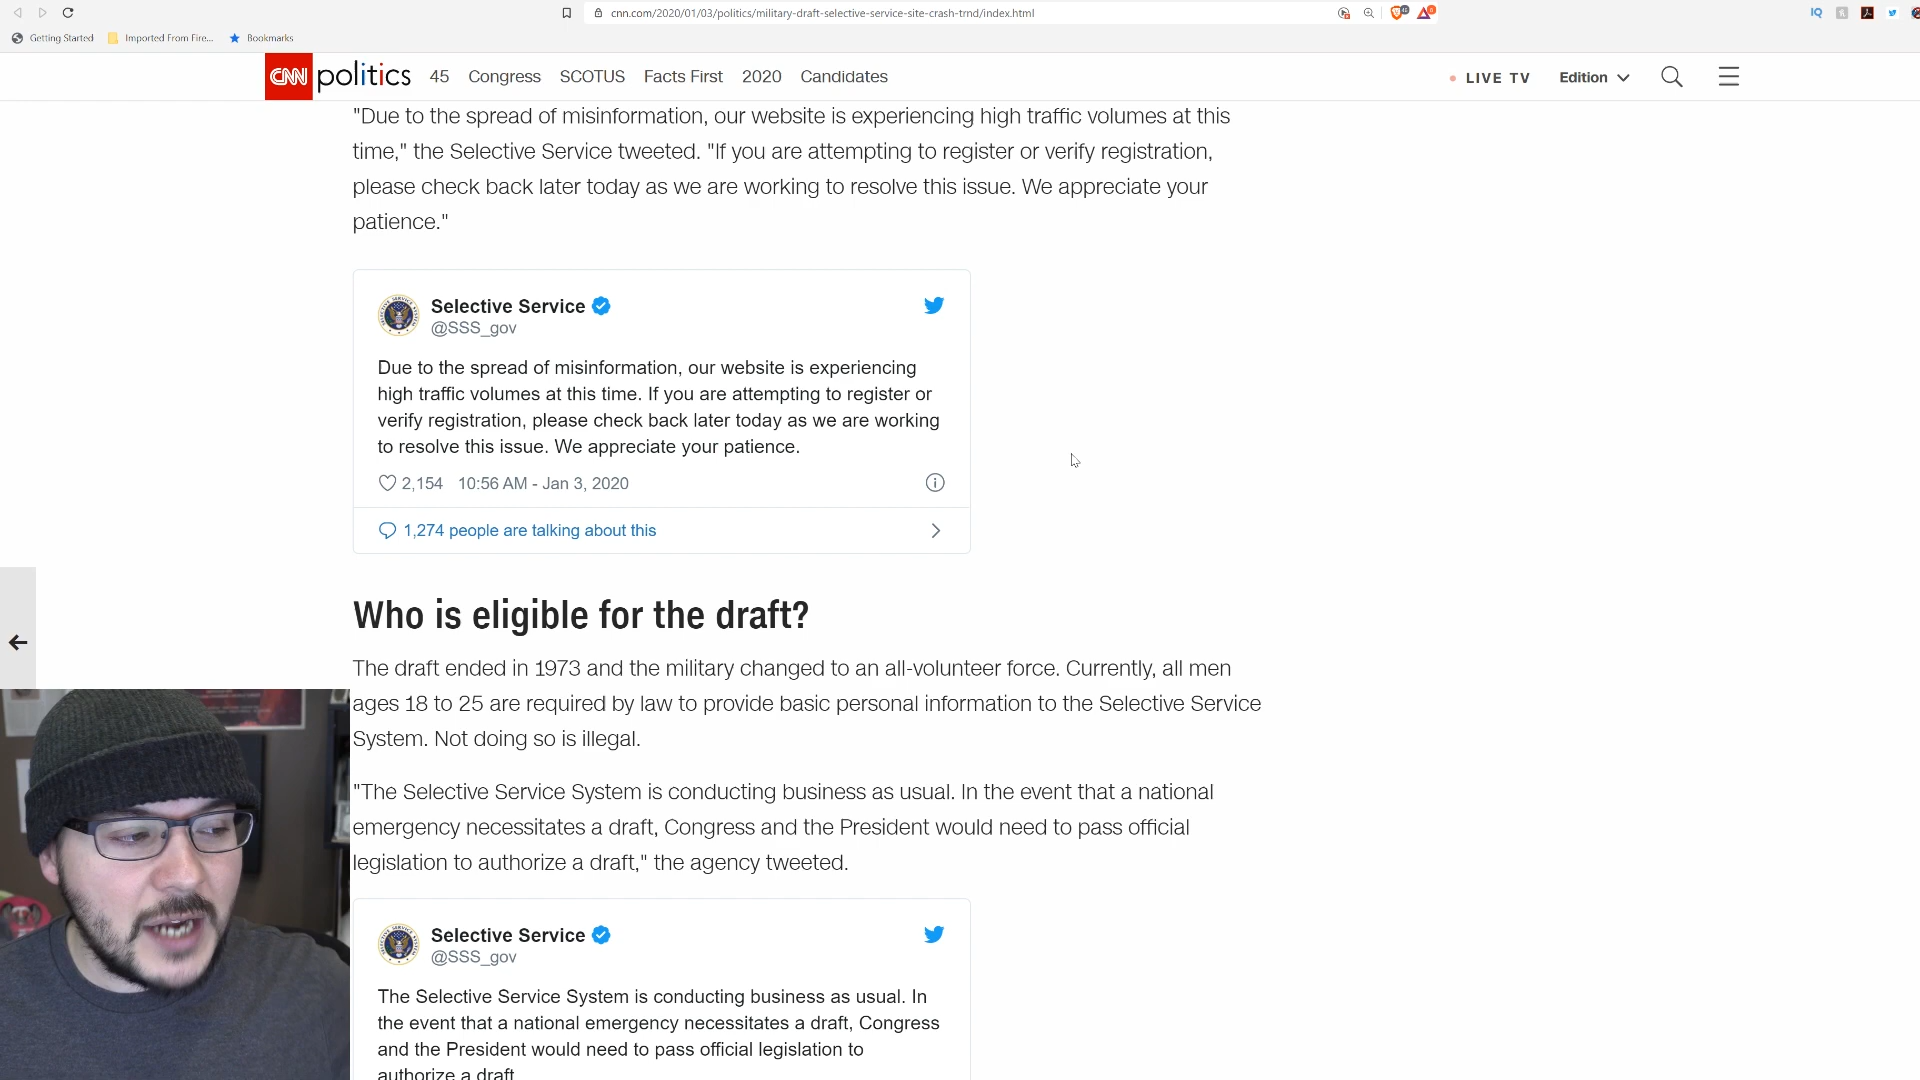 cnn.com/2020/01/03/politics/military-draft-selective-service-site-crash-trnd/index.html
IQ
Getting Started
Imported From Fire...
Bookmarks
CNN politics 45 Congress SCOTUS Facts First 2020 Candidates
LIVE TV Edition
"Due to the spread of misinformation, our website is experiencing high traffic volumes at this
time," the Selective Service tweeted. "If you are attempting to register or verify registration,
please check back later today as we are working to resolve this issue. We appreciate your
patience."
Selective Service
@SSS_gov
Due to the spread of misinformation, our website is experiencing
high traffic volumes at this time. If you are attempting to register or
verify registration, please check back later today as we are working
to resolve this issue. We appreciate your patience.
2,154 10:56 AM - Jan 3, 2020
1,274 people are talking about this
Who is eligible for the draft?
The draft ended in 1973 and the military changed to an all-volunteer force. Currently, all men
ages 18 to 25 are required by law to provide basic personal information to the Selective Service
System. Not doing so is illegal.
"The Selective Service System is conducting business as usual. In the event that a national
emergency necessitates a draft, Congress and the President would need to pass official
legislation to authorize a draft," the agency tweeted.
Selective Service
@SSS_gov
The Selective Service System is conducting business as usual. In
the event that a national emergency necessitates a draft, Congress
and the President would need to pass official legislation to
authorize a draft